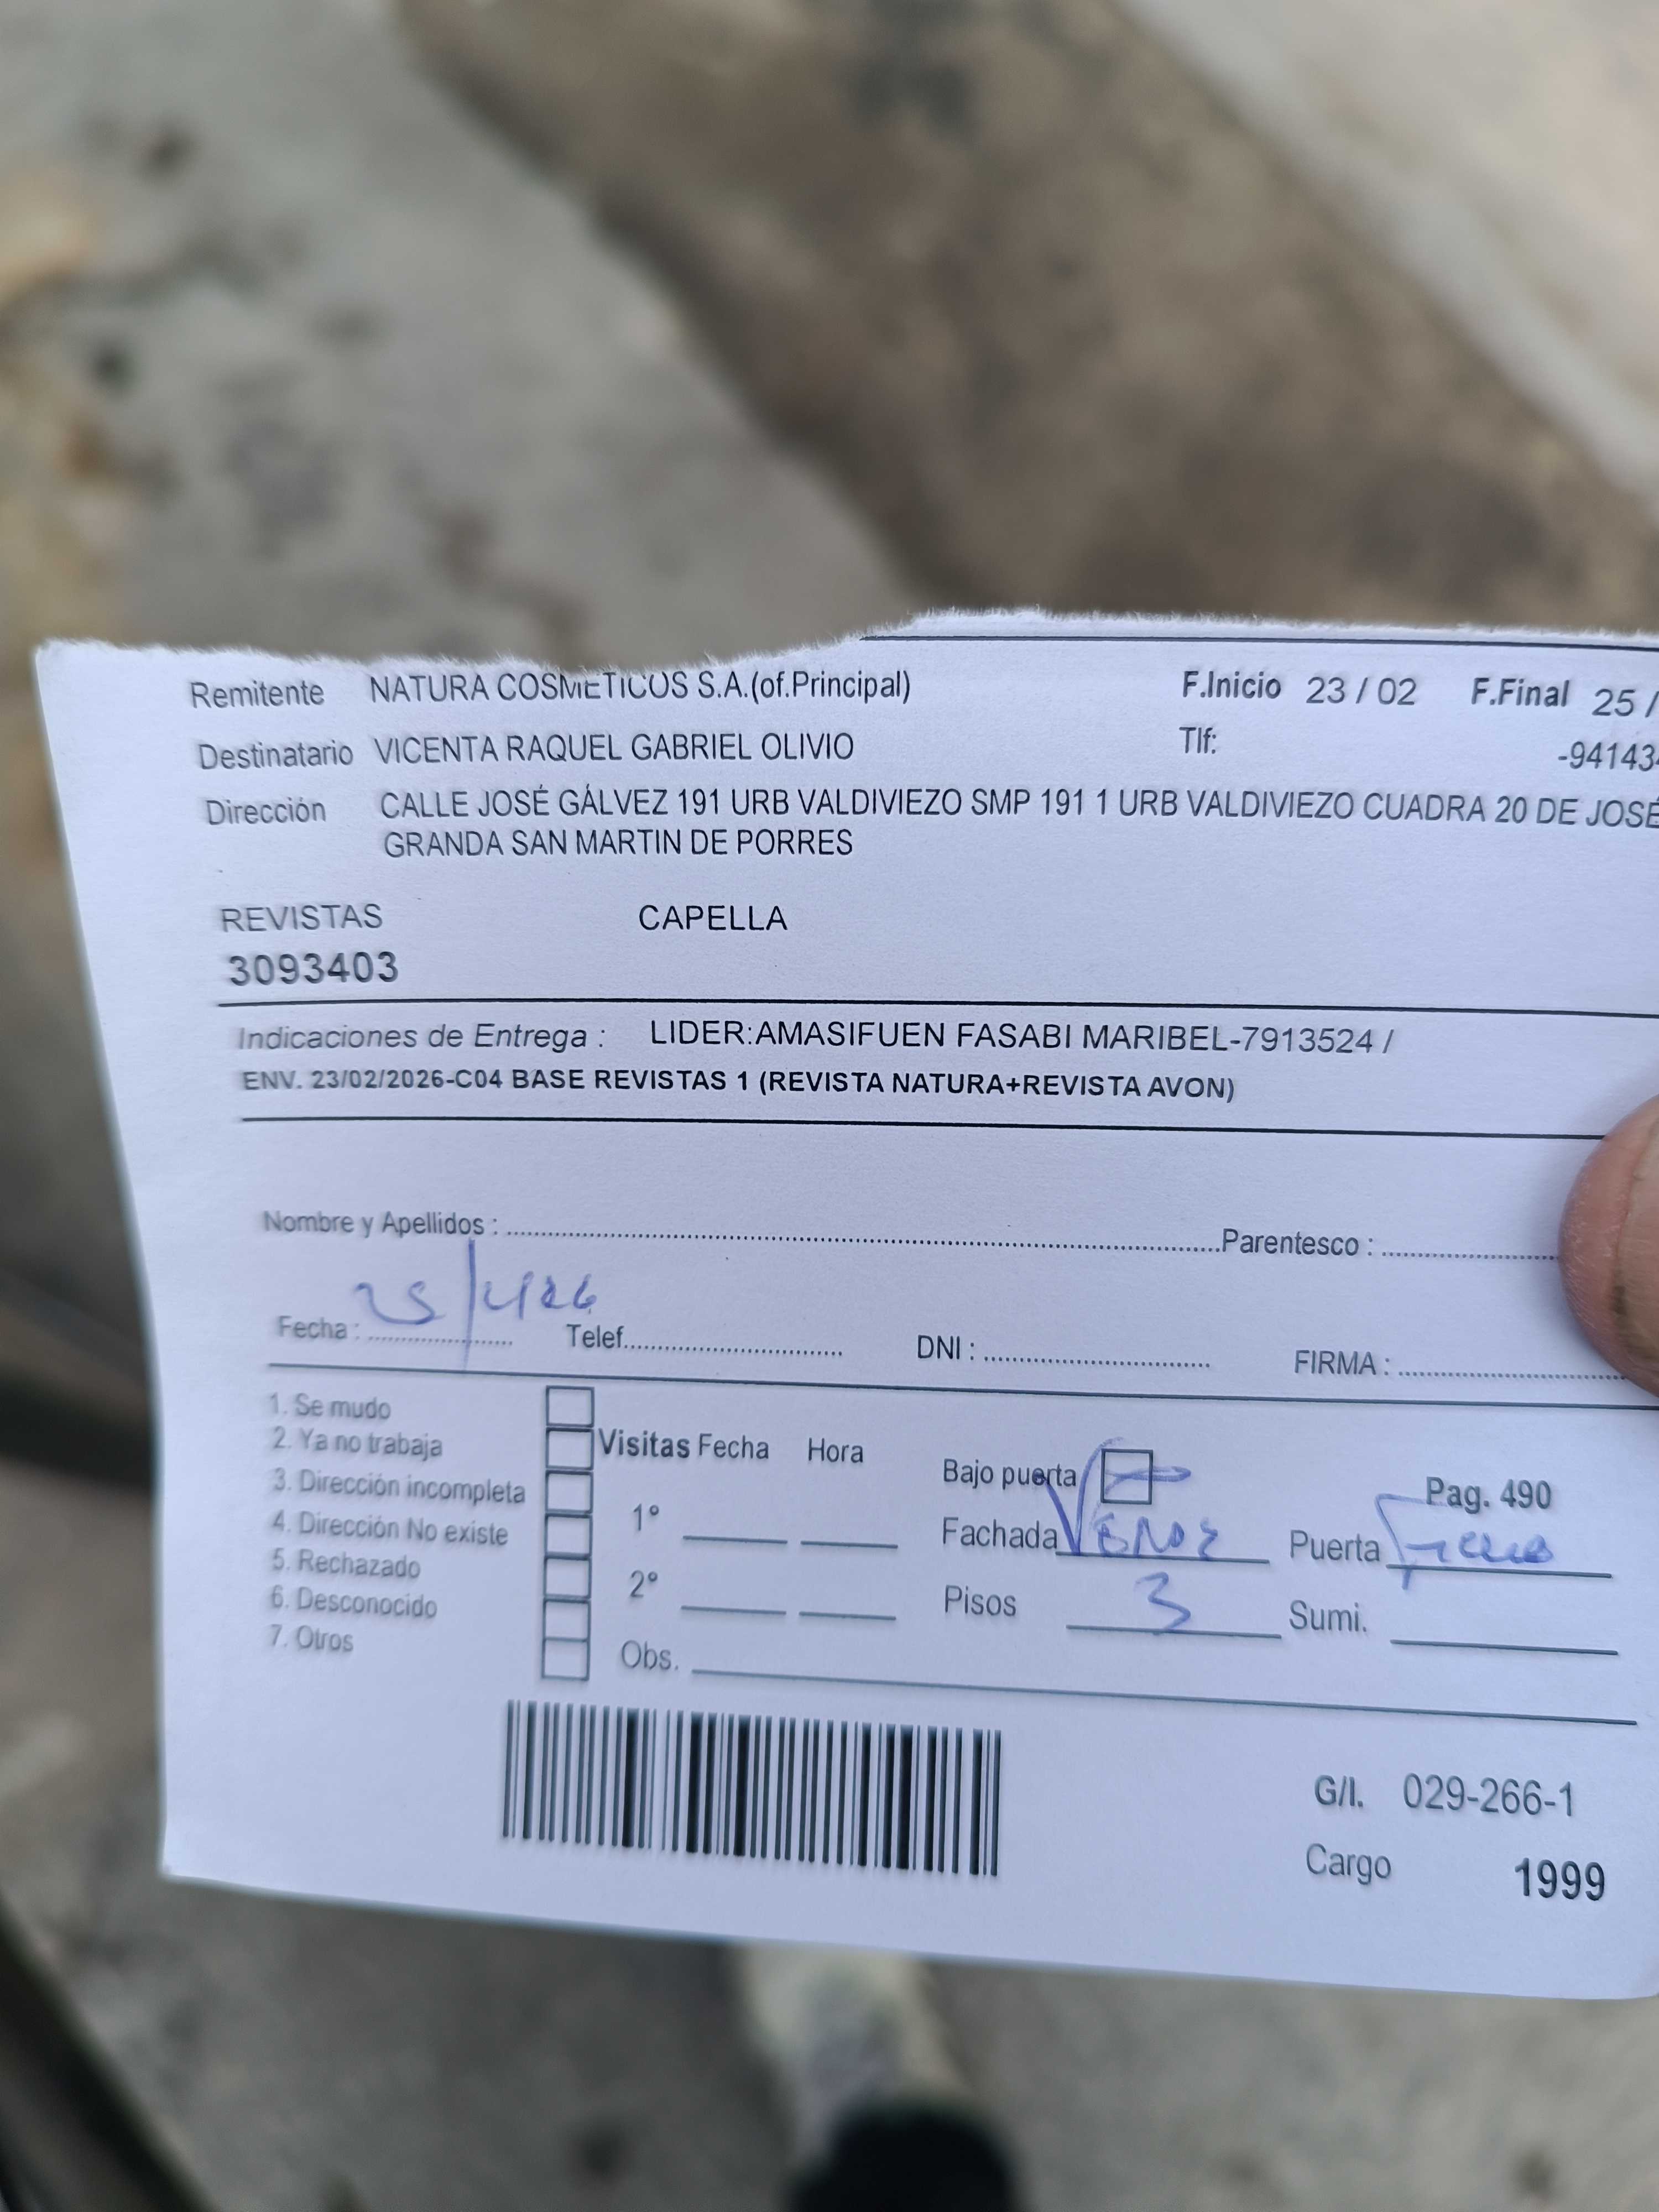 Remitente NATURA COSMETICOS S.A.(of.Principal) F.Inicio 23 / 02 F.Final 25 /
Destinatario VICENTA RAQUEL GABRIEL OLIVIO Tlf: -94143
Dirección CALLE JOSÉ GÁLVEZ 191 URB VALDIVIEZO SMP 191 1 URB VALDIVIEZO CUADRA 20 DE JOSÉ
GRANDA SAN MARTIN DE PORRES
REVISTAS CAPELLA
3093403
Indicaciones de Entrega : LIDER:AMASIFUEN FASABI MARIBEL-7913524 /
ENV. 23/02/2026-C04 BASE REVISTAS 1 (REVISTA NATURA+REVISTA AVON)
Nombre y Apellidos : Parentesco :
Fecha : Telef. DNI : FIRMA :
1. Se mudo
2. Ya no trabaja
3. Dirección incompleta
4. Dirección No existe
5. Rechazado
6. Desconocido
7. Otros
Visitas Fecha Hora
1º
2º
Obs.
Bajo puerta Pag. 490
Fachada Puerta
Pisos 3 Sumi.
G/I. 029-266-1
Cargo 1999